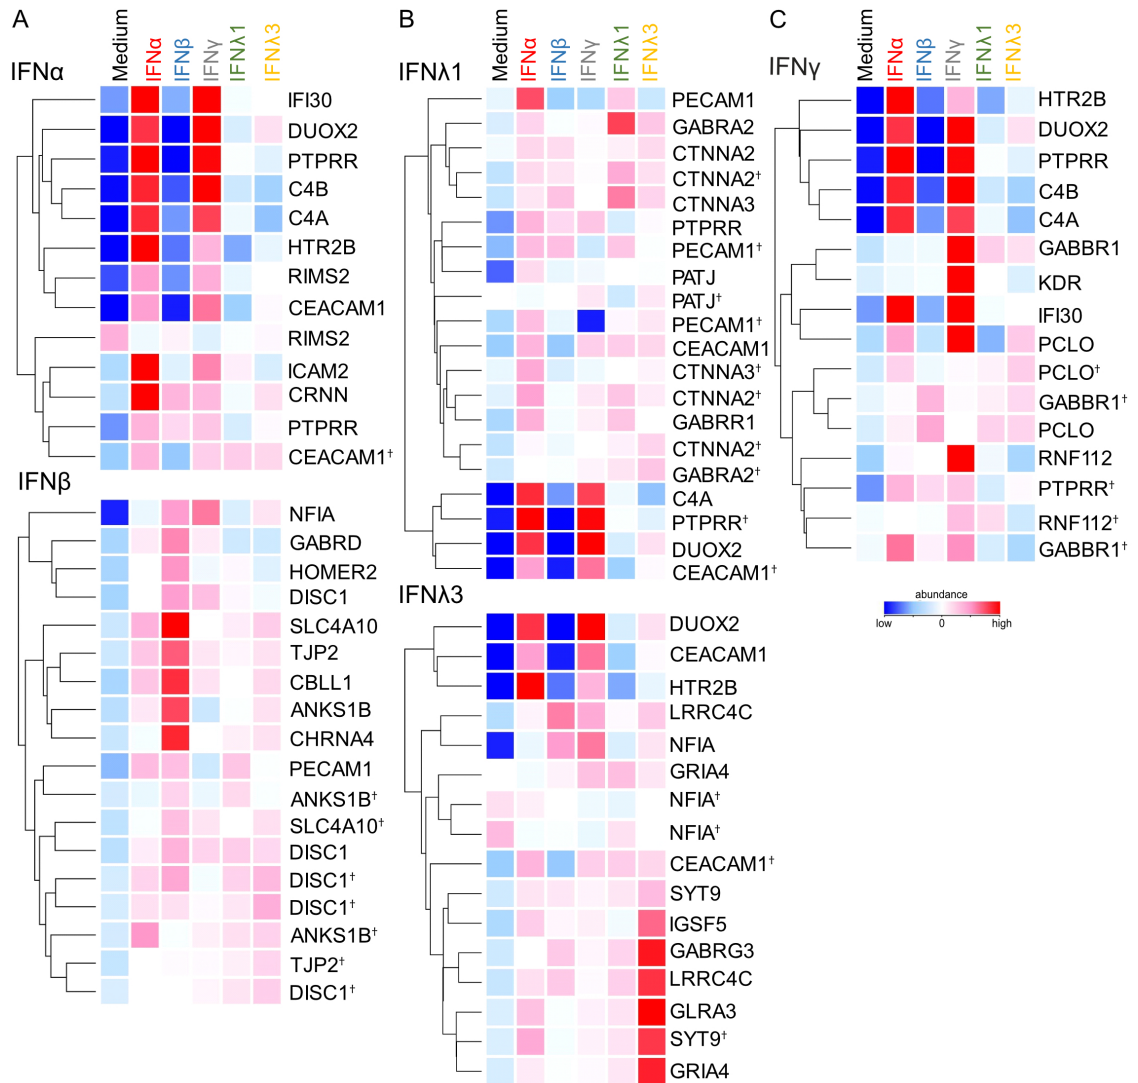 A
IFNα
Medium
IFNα
IFNβ
IFNγ
IFNλ1
IFNλ3
IFI30
DUOX2
PTPRR
C4B
C4A
HTR2B
RIMS2
CEACAM1
RIMS2
ICAM2
CRNN
PTPRR
CEACAM1†
IFNβ
NFIA
GABRD
HOMER2
DISC1
SLC4A10
TJP2
CBLL1
ANKS1B
CHRNA4
PECAM1
ANKS1B†
SLC4A10†
DISC1
DISC1†
DISC1†
ANKS1B†
TJP2†
DISC1†
B
IFNλ1
Medium
IFNα
IFNβ
IFNγ
IFNλ1
IFNλ3
PECAM1
GABRA2
CTNNA2
CTNNA2†
CTNNA3
PTPRR
PECAM1†
PATJ
PATJ†
PECAM1†
CEACAM1
CTNNA3†
CTNNA2†
GABRR1
CTNNA2†
GABRA2†
C4A
PTPRR†
DUOX2
CEACAM1†
IFNλ3
DUOX2
CEACAM1
HTR2B
LRRC4C
NFIA
GRIA4
NFIA†
NFIA†
CEACAM1†
SYT9
IGSF5
GABRG3
LRRC4C
GLRA3
SYT9†
GRIA4
C
IFNγ
Medium
IFNα
IFNβ
IFNγ
IFNλ1
IFNλ3
HTR2B
DUOX2
PTPRR
C4B
C4A
GABBR1
KDR
IFI30
PCLO
PCLO†
GABBR1†
PCLO
RNF112
PTPRR†
RNF112†
GABBR1†
abundance
low 0 high